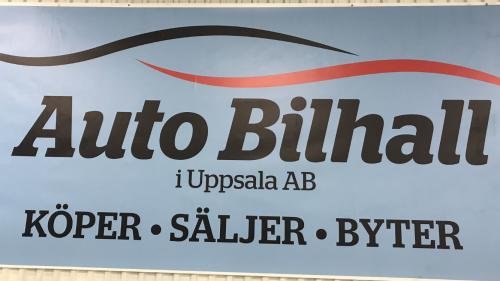 Auto Bilhall
i Uppsala AB
KÖPER • SÄLJER • BYTER